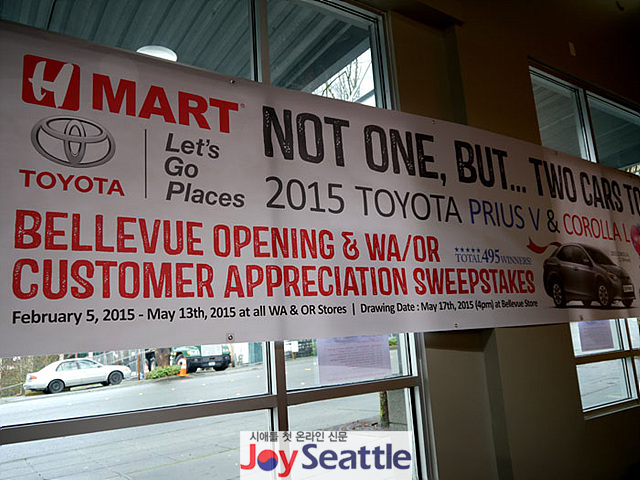 H MART
NOT ONE, BUT... TWO CARS TO
TOYOTA
Let's
Go
Places
2015 TOYOTA PRIUS V & COROLLA L
BELLEVUE OPENING & WA/OR
CUSTOMER APPRECIATION SWEEPSTAKES
TOTAL 495 WINNERS!
February 5, 2015 - May 13th, 2015 at all WA & OR Stores | Drawing Date : May 17th, 2015 (4pm) at Bellevue Store
시애틀 첫 온라인 신문
JoySeattle